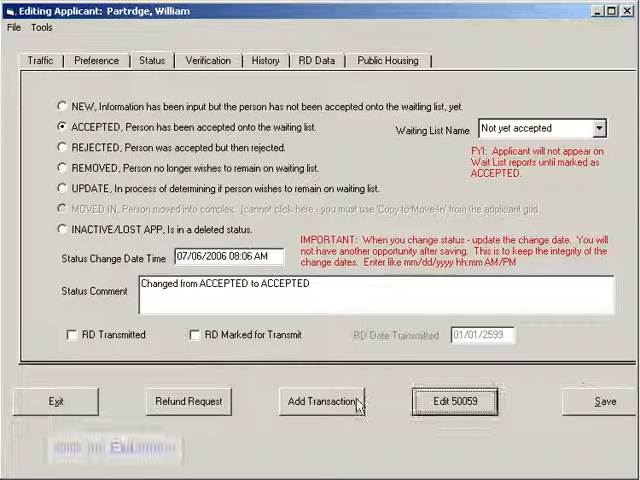 Editing Applicant: Partrdge, William
File Tools
Traffic Preference Status Verification History RD Data Public Housing
NEW, Information has been input but the person has not been accepted onto the waiting list, yet.
ACCEPTED, Person has been accepted onto the waiting list.
Waiting List Name Not yet accepted
REJECTED, Person was accepted but then rejected.
FYI: Applicant will not appear on
Wait List reports until marked as
ACCEPTED.
REMOVED, Person no longer wishes to remain on waiting list.
UPDATE, In process of determining if person wishes to remain on waiting list.
MOVED-IN, Person moved into complex. (cannot click here - you must use 'Copy to Move-In' from the applicant grid.
INACTIVE/LOST APP, Is in a deleted status.
Status Change Date Time 07/06/2006 08:06 AM
IMPORTANT: When you change status - update the change date. You will
not have another opportunity after saving. This is to keep the integrity of the
change dates. Enter like mm/dd/yyyy hh:mm AM/PM
Status Comment Changed from ACCEPTED to ACCEPTED
RD Transmitted RD Marked for Transmit RD Date Transmitted 01/01/2599
Exit Refund Request Add Transaction Edit 50059 Save